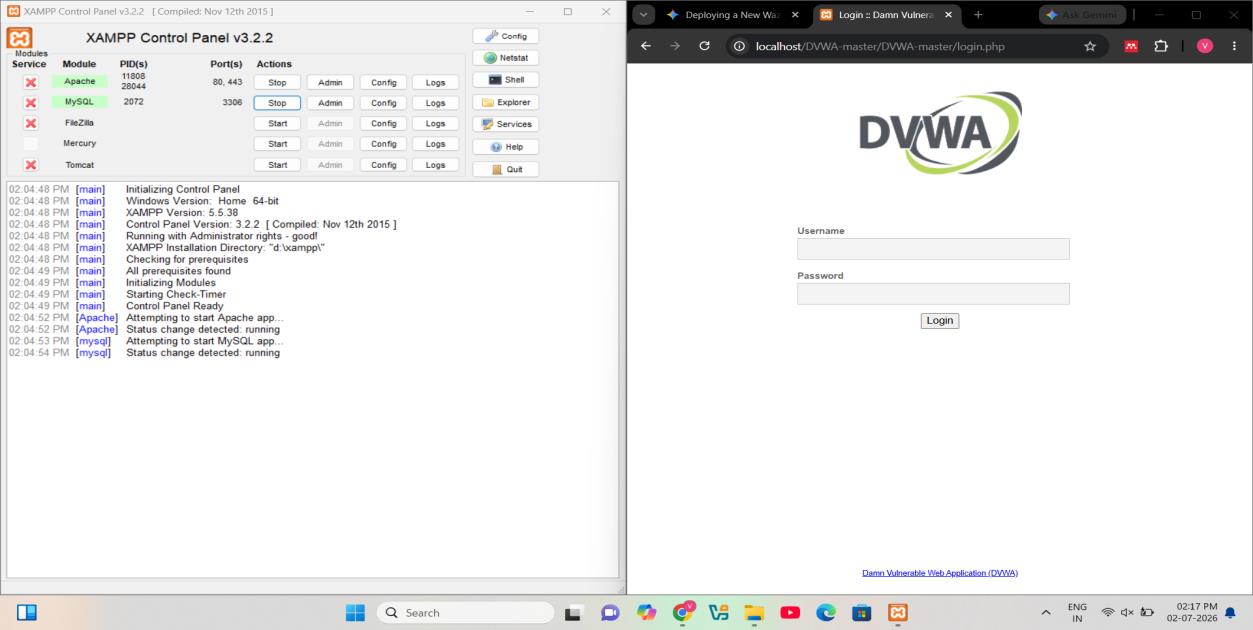 XAMPP Control Panel v3.2.2 [ Compiled: Nov 12th 2015 ]
XAMPP Control Panel v3.2.2
Config
Modules
Service Module PID(s) Port(s) Actions
Netstat
Apache 11808 28044 80, 443 Stop Admin Config Logs
Shell
MySQL 2072 3306 Stop Admin Config Logs
Explorer
FileZilla Start Admin Config Logs
Services
Mercury Start Admin Config Logs
Help
Tomcat Start Admin Config Logs
Quit
02:04:48 PM [main] Initializing Control Panel
02:04:48 PM [main] Windows Version: Home 64-bit
02:04:48 PM [main] XAMPP Version: 5.5.38
02:04:48 PM [main] Control Panel Version: 3.2.2 [ Compiled: Nov 12th 2015 ]
02:04:48 PM [main] Running with Administrator rights - good!
02:04:48 PM [main] XAMPP Installation Directory: "d:\xampp\"
02:04:48 PM [main] Checking for prerequisites
02:04:49 PM [main] All prerequisites found
02:04:49 PM [main] Initializing Modules
02:04:49 PM [main] Starting Check-Timer
02:04:49 PM [main] Control Panel Ready
02:04:52 PM [Apache] Attempting to start Apache app...
02:04:52 PM [Apache] Status change detected: running
02:04:53 PM [mysql] Attempting to start MySQL app...
02:04:54 PM [mysql] Status change detected: running
Deploying a New Waz
Login :: Damn Vulnera
Ask Gemini
localhost/DVWA-master/DVWA-master/login.php
V
DVWA
Username
Password
Login
Damn Vulnerable Web Application (DVWA)
Search
V
ENG
IN
02:17 PM
02-07-2026